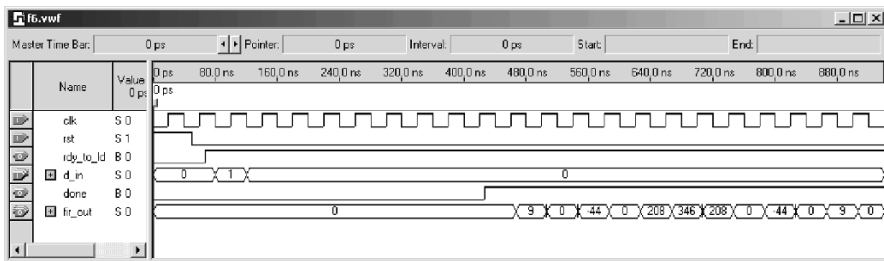 f6.vwf
Master Time Bar: 0 ps Pointer: 0 ps Interval: 0 ps Start: End:
Name Value 0 ps 0 ps 80.0 ns 160.0 ns 240.0 ns 320.0 ns 400.0 ns 480.0 ns 560.0 ns 640.0 ns 720.0 ns 800.0 ns 880.0 ns
0 ps
clk S 0
rst S 1
rdy_to_ld B 0
d_in S 0 0 1 0
done B 0
fir_out S 0 0 9 0 -44 0 208 346 208 0 -44 0 9 0